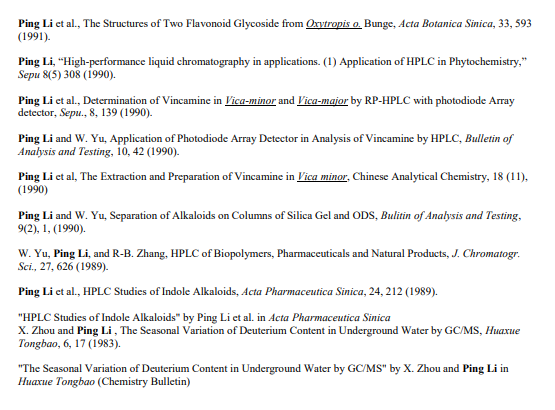 Ping Li et al., The Structures of Two Flavonoid Glycoside from Oxytropis o. Bunge, Acta Botanica Sinica, 33, 593
(1991).
Ping Li, “High-performance liquid chromatography in applications. (1) Application of HPLC in Phytochemistry,”
Sepu 8(5) 308 (1990).
Ping Li et al., Determination of Vincamine in Vica-minor and Vica-major by RP-HPLC with photodiode Array
detector, Sepu., 8, 139 (1990).
Ping Li and W. Yu, Application of Photodiode Array Detector in Analysis of Vincamine by HPLC, Bulletin of
Analysis and Testing, 10, 42 (1990).
Ping Li et al, The Extraction and Preparation of Vincamine in Vica minor, Chinese Analytical Chemistry, 18 (11),
(1990)
Ping Li and W. Yu, Separation of Alkaloids on Columns of Silica Gel and ODS, Bulitin of Analysis and Testing,
9(2), 1, (1990).
W. Yu, Ping Li, and R-B. Zhang, HPLC of Biopolymers, Pharmaceuticals and Natural Products, J. Chromatogr.
Sci., 27, 626 (1989).
Ping Li et al., HPLC Studies of Indole Alkaloids, Acta Pharmaceutica Sinica, 24, 212 (1989).
"HPLC Studies of Indole Alkaloids" by Ping Li et al. in Acta Pharmaceutica Sinica
X. Zhou and Ping Li , The Seasonal Variation of Deuterium Content in Underground Water by GC/MS, Huaxue
Tongbao, 6, 17 (1983).
"The Seasonal Variation of Deuterium Content in Underground Water by GC/MS" by X. Zhou and Ping Li in
Huaxue Tongbao (Chemistry Bulletin)